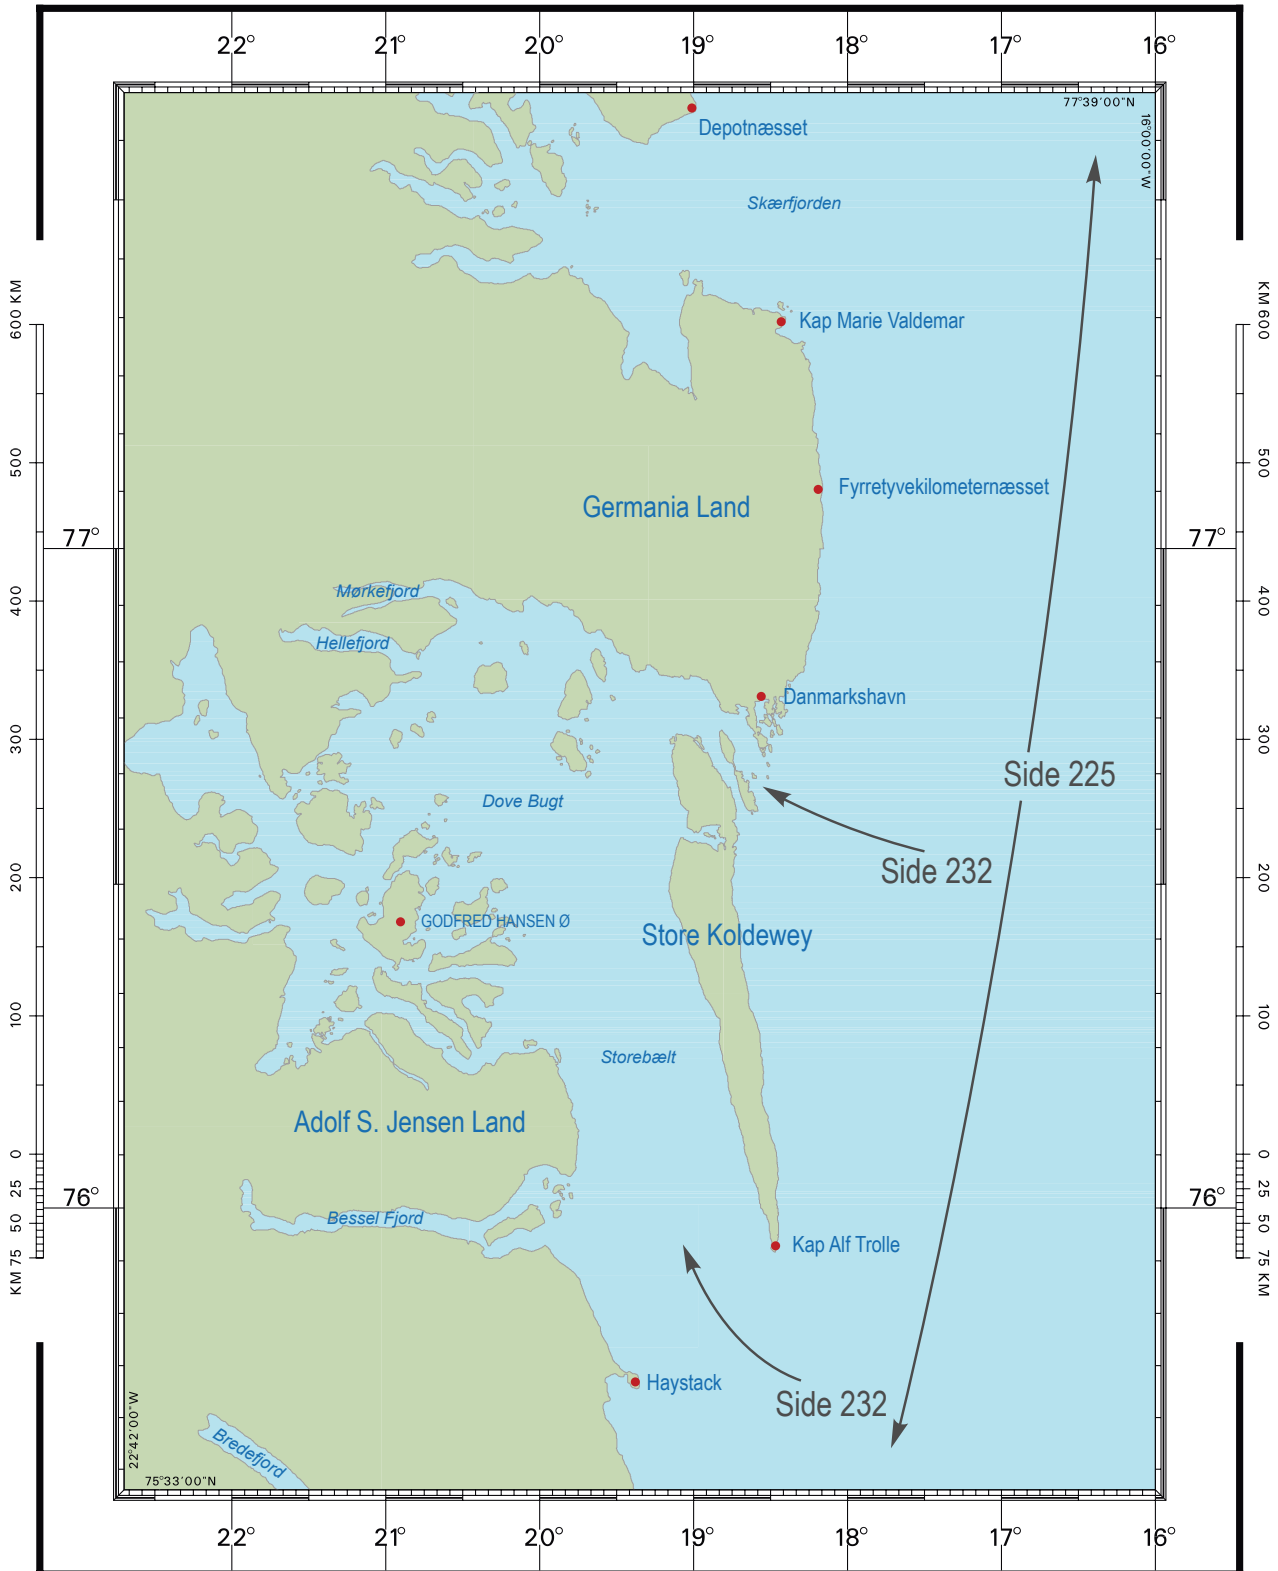 22° 21° 20° 19° 18° 17° 16°
77°39'00"N
16°00'00"W
Depotnæsset
Skærfjorden
KM 600 500 400 300 200 100 0 25 50 75 KM
KM 600 500 400 300 200 100 0 25 50 75 KM
Kap Marie Valdemar
Fyrretyvekilometernæsset
Germania Land
77° 77°
Mørkefjord
Hellefjord
Danmarkshavn
Side 225
Dove Bugt
Side 232
GODFRED HANSEN Ø
Store Koldewey
Storebælt
Adolf S. Jensen Land
76° 76°
Bessel Fjord
Kap Alf Trolle
Haystack
Side 232
Bredefjord
22°42'00"W
75°33'00"N
22° 21° 20° 19° 18° 17° 16°